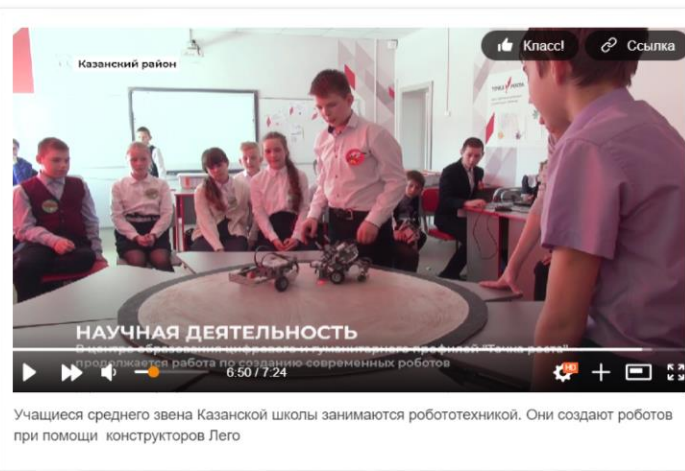 Класс!
Ссылка
Казанский район
НАУЧНАЯ ДЕЯТЕЛЬНОСТЬ
В центре образования цифрового и гуманитарного профилей "Точка роста"
продолжается работа по созданию современных роботов
6:50 / 7:24
HD
Учащиеся среднего звена Казанской школы занимаются робототехникой. Они создают роботов
при помощи конструкторов Лего